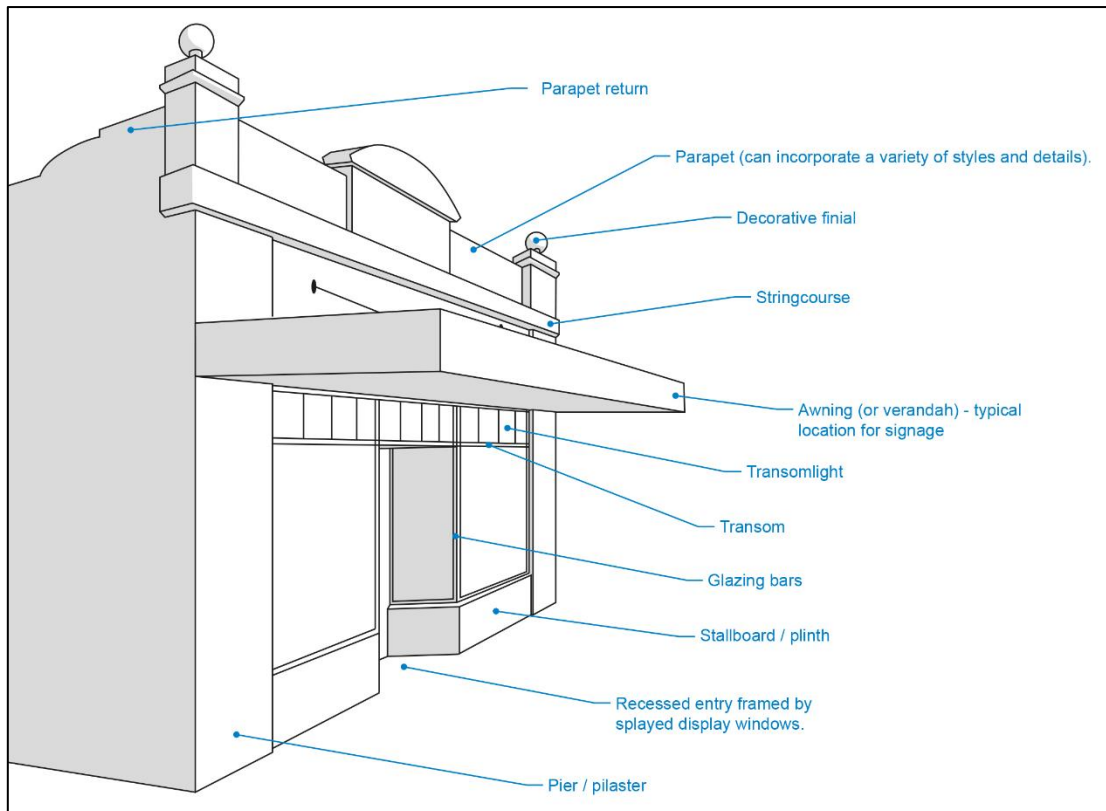 Parapet return
Parapet (can incorporate a variety of styles and details).
Decorative finial
Stringcourse
Awning (or verandah) - typical
location for signage
Transomlight
Transom
Glazing bars
Stallboard / plinth
Recessed entry framed by
splayed display windows.
Pier / pilaster